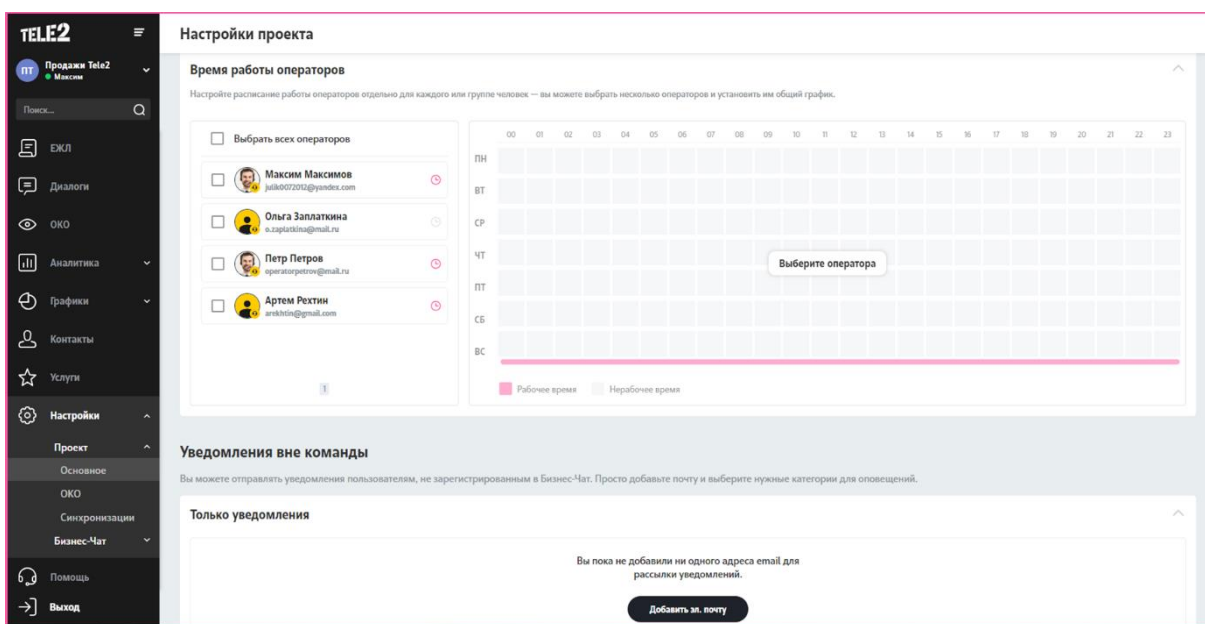 TELE2
ПТ
Продажи Tele2
Максим
Поиск...
ЕЖЛ
Диалоги
ОКО
Аналитика
Графики
Контакты
Услуги
Настройки
Проект
Основное
ОКО
Синхронизации
Бизнес-Чат
Помощь
Выход
Настройки проекта
Время работы операторов
Настройте расписание работы операторов отдельно для каждого или группе человек — вы можете выбрать несколько операторов и установить им общий график.
Выбрать всех операторов
Максим Максимов
julik0072012@yandex.com
Ольга Заплаткина
o.zaplatkina@mail.ru
Петр Петров
operatorpetrov@mail.ru
Артем Рехтин
arekhtin@gmail.com
1
00 01 02 03 04 05 06 07 08 09 10 11 12 13 14 15 16 17 18 19 20 21 22 23
ПН
ВТ
СР
ЧТ
ПТ
СБ
ВС
Выберите оператора
Рабочее время Нерабочее время
Уведомления вне команды
Вы можете отправлять уведомления пользователям, не зарегистрированным в Бизнес-Чат. Просто добавьте почту и выберите нужные категории для оповещений.
Только уведомления
Вы пока не добавили ни одного адреса email для
рассылки уведомлений.
Добавить эл. почту